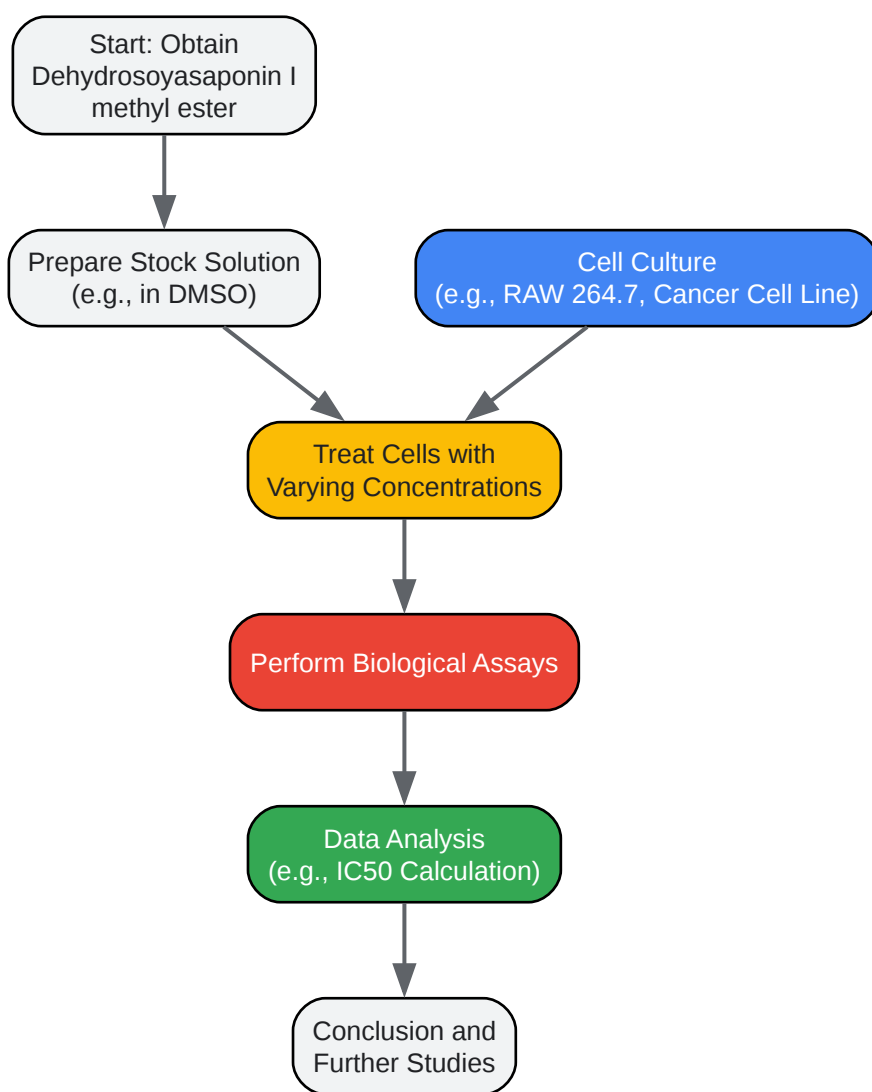 Start: Obtain
Dehydrosoyasaponin I
methyl ester
Prepare Stock Solution
(e.g., in DMSO)
Cell Culture
(e.g., RAW 264.7, Cancer Cell Line)
Treat Cells with
Varying Concentrations
Perform Biological Assays
Data Analysis
(e.g., IC50 Calculation)
Conclusion and
Further Studies